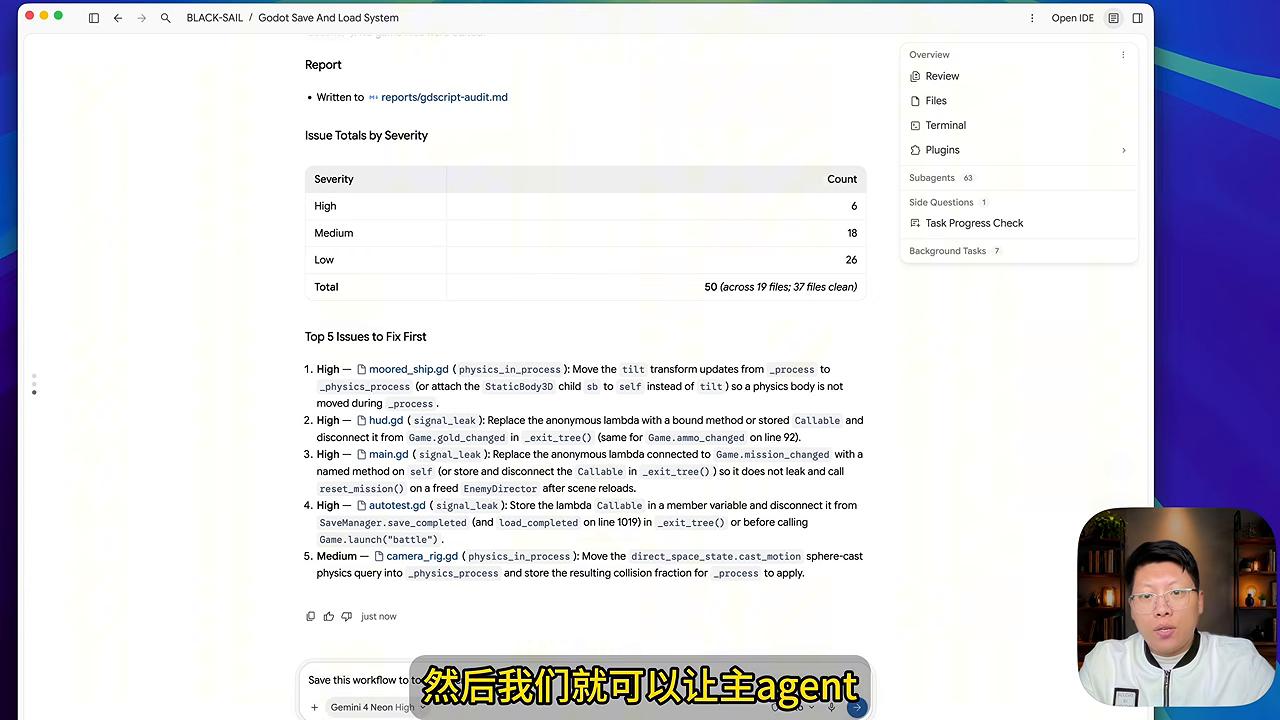 BLACK-SAIL / Godot Save And Load System
Open IDE
Report
• Written to reports/gdscript-audit.md
Issue Totals by Severity
Severity Count
High 6
Medium 18
Low 26
Total 50 (across 19 files; 37 files clean)
Top 5 Issues to Fix First
1. High — moored_ship.gd ( physics_in_process ): Move the tilt transform updates from _process to
_physics_process (or attach the StaticBody3D child sb to self instead of tilt ) so a physics body is not
moved during _process .
2. High — hud.gd ( signal_leak ): Replace the anonymous lambda with a bound method or stored Callable and
disconnect it from Game.gold_changed in _exit_tree() (same for Game.ammo_changed on line 92).
3. High — main.gd ( signal_leak ): Replace the anonymous lambda connected to Game.mission_changed with a
named method on self (or store and disconnect the Callable in _exit_tree() ) so it does not leak and call
reset_mission() on a freed EnemyDirector after scene reloads.
4. High — autotest.gd ( signal_leak ): Store the lambda Callable in a member variable and disconnect it from
SaveManager.save_completed (and load_completed on line 1019) in _exit_tree() or before calling
Game.launch("battle") .
5. Medium — camera_rig.gd ( physics_in_process ): Move the direct_space_state.cast_motion sphere-cast
physics query into _physics_process and store the resulting collision fraction for _process to apply.
just now
Save this workflow to
Gemini 4 Neon High
Overview
Review
Files
Terminal
Plugins
Subagents 63
Side Questions 1
Task Progress Check
Background Tasks 7
然后我们就可以让主agent